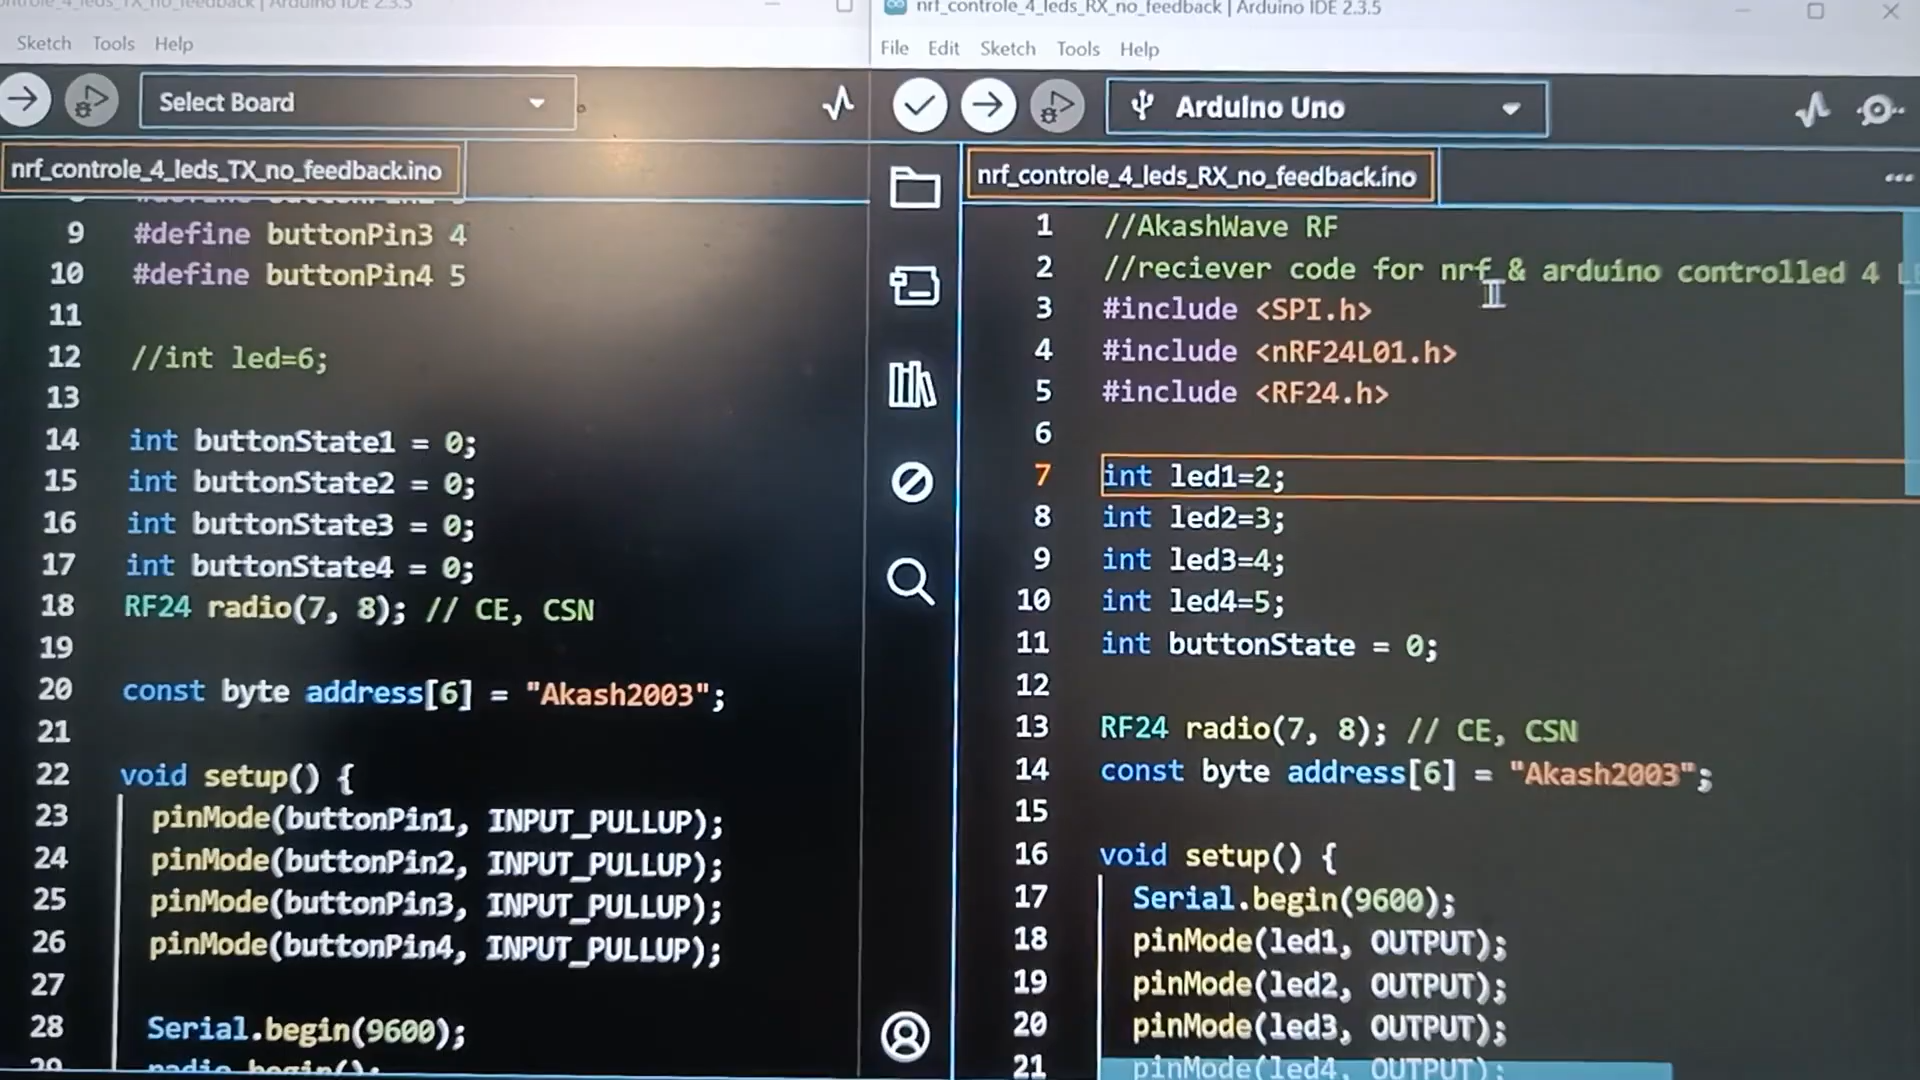 nrf_controle_4_leds_RX_no_feedback | Arduino IDE 2.3.5
Sketch Tools Help
File Edit Sketch Tools Help
Select Board
Arduino Uno
nrf_controle_4_leds_TX_no_feedback.ino
9 #define buttonPin3 4
10 #define buttonPin4 5
11
12 //int led=6;
13
14 int buttonState1 = 0;
15 int buttonState2 = 0;
16 int buttonState3 = 0;
17 int buttonState4 = 0;
18 RF24 radio(7, 8); // CE, CSN
19
20 const byte address[6] = "Akash2003";
21
22 void setup() {
23 pinMode(buttonPin1, INPUT_PULLUP);
24 pinMode(buttonPin2, INPUT_PULLUP);
25 pinMode(buttonPin3, INPUT_PULLUP);
26 pinMode(buttonPin4, INPUT_PULLUP);
27
28 Serial.begin(9600);
nrf_controle_4_leds_RX_no_feedback.ino
1 //AkashWave RF
2 //reciever code for nrf & arduino controlled 4
3 #include <SPI.h>
4 #include <nRF24L01.h>
5 #include <RF24.h>
6
7 int led1=2;
8 int led2=3;
9 int led3=4;
10 int led4=5;
11 int buttonState = 0;
12
13 RF24 radio(7, 8); // CE, CSN
14 const byte address[6] = "Akash2003";
15
16 void setup() {
17 Serial.begin(9600);
18 pinMode(led1, OUTPUT);
19 pinMode(led2, OUTPUT);
20 pinMode(led3, OUTPUT);
21 pinMode(led4, OUTPUT);